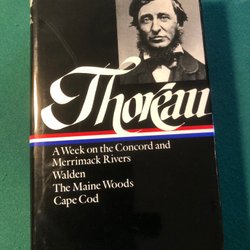 Thoreau
A Week on the Concord and
Merrimack Rivers
Walden
The Maine Woods
Cape Cod